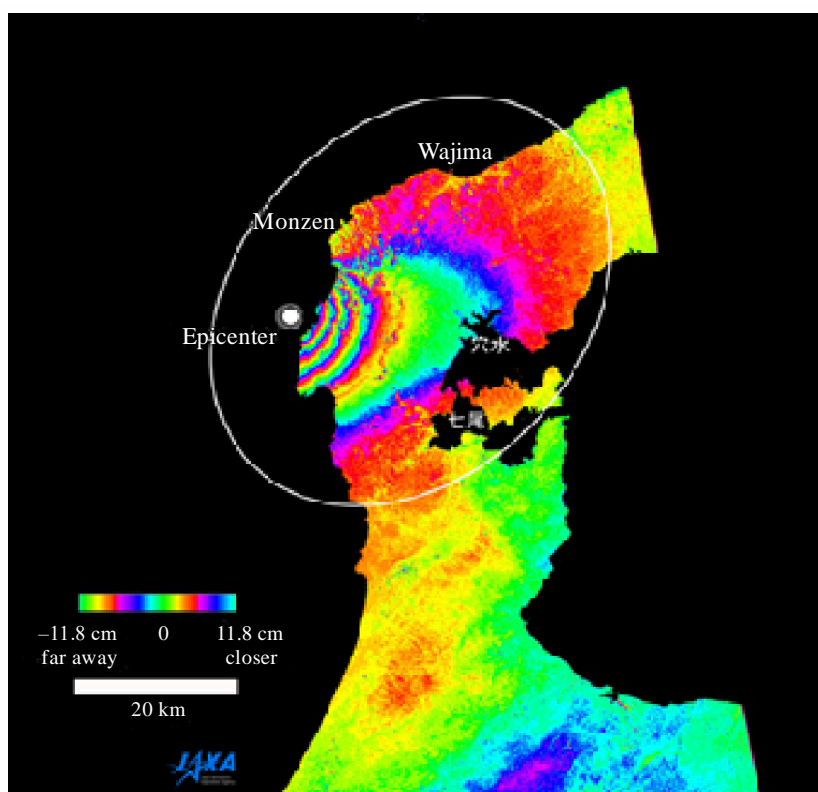 Wajima
Monzen
Epicenter
穴水
七尾
–11.8 cm 0 11.8 cm
far away closer
20 km
JAXA